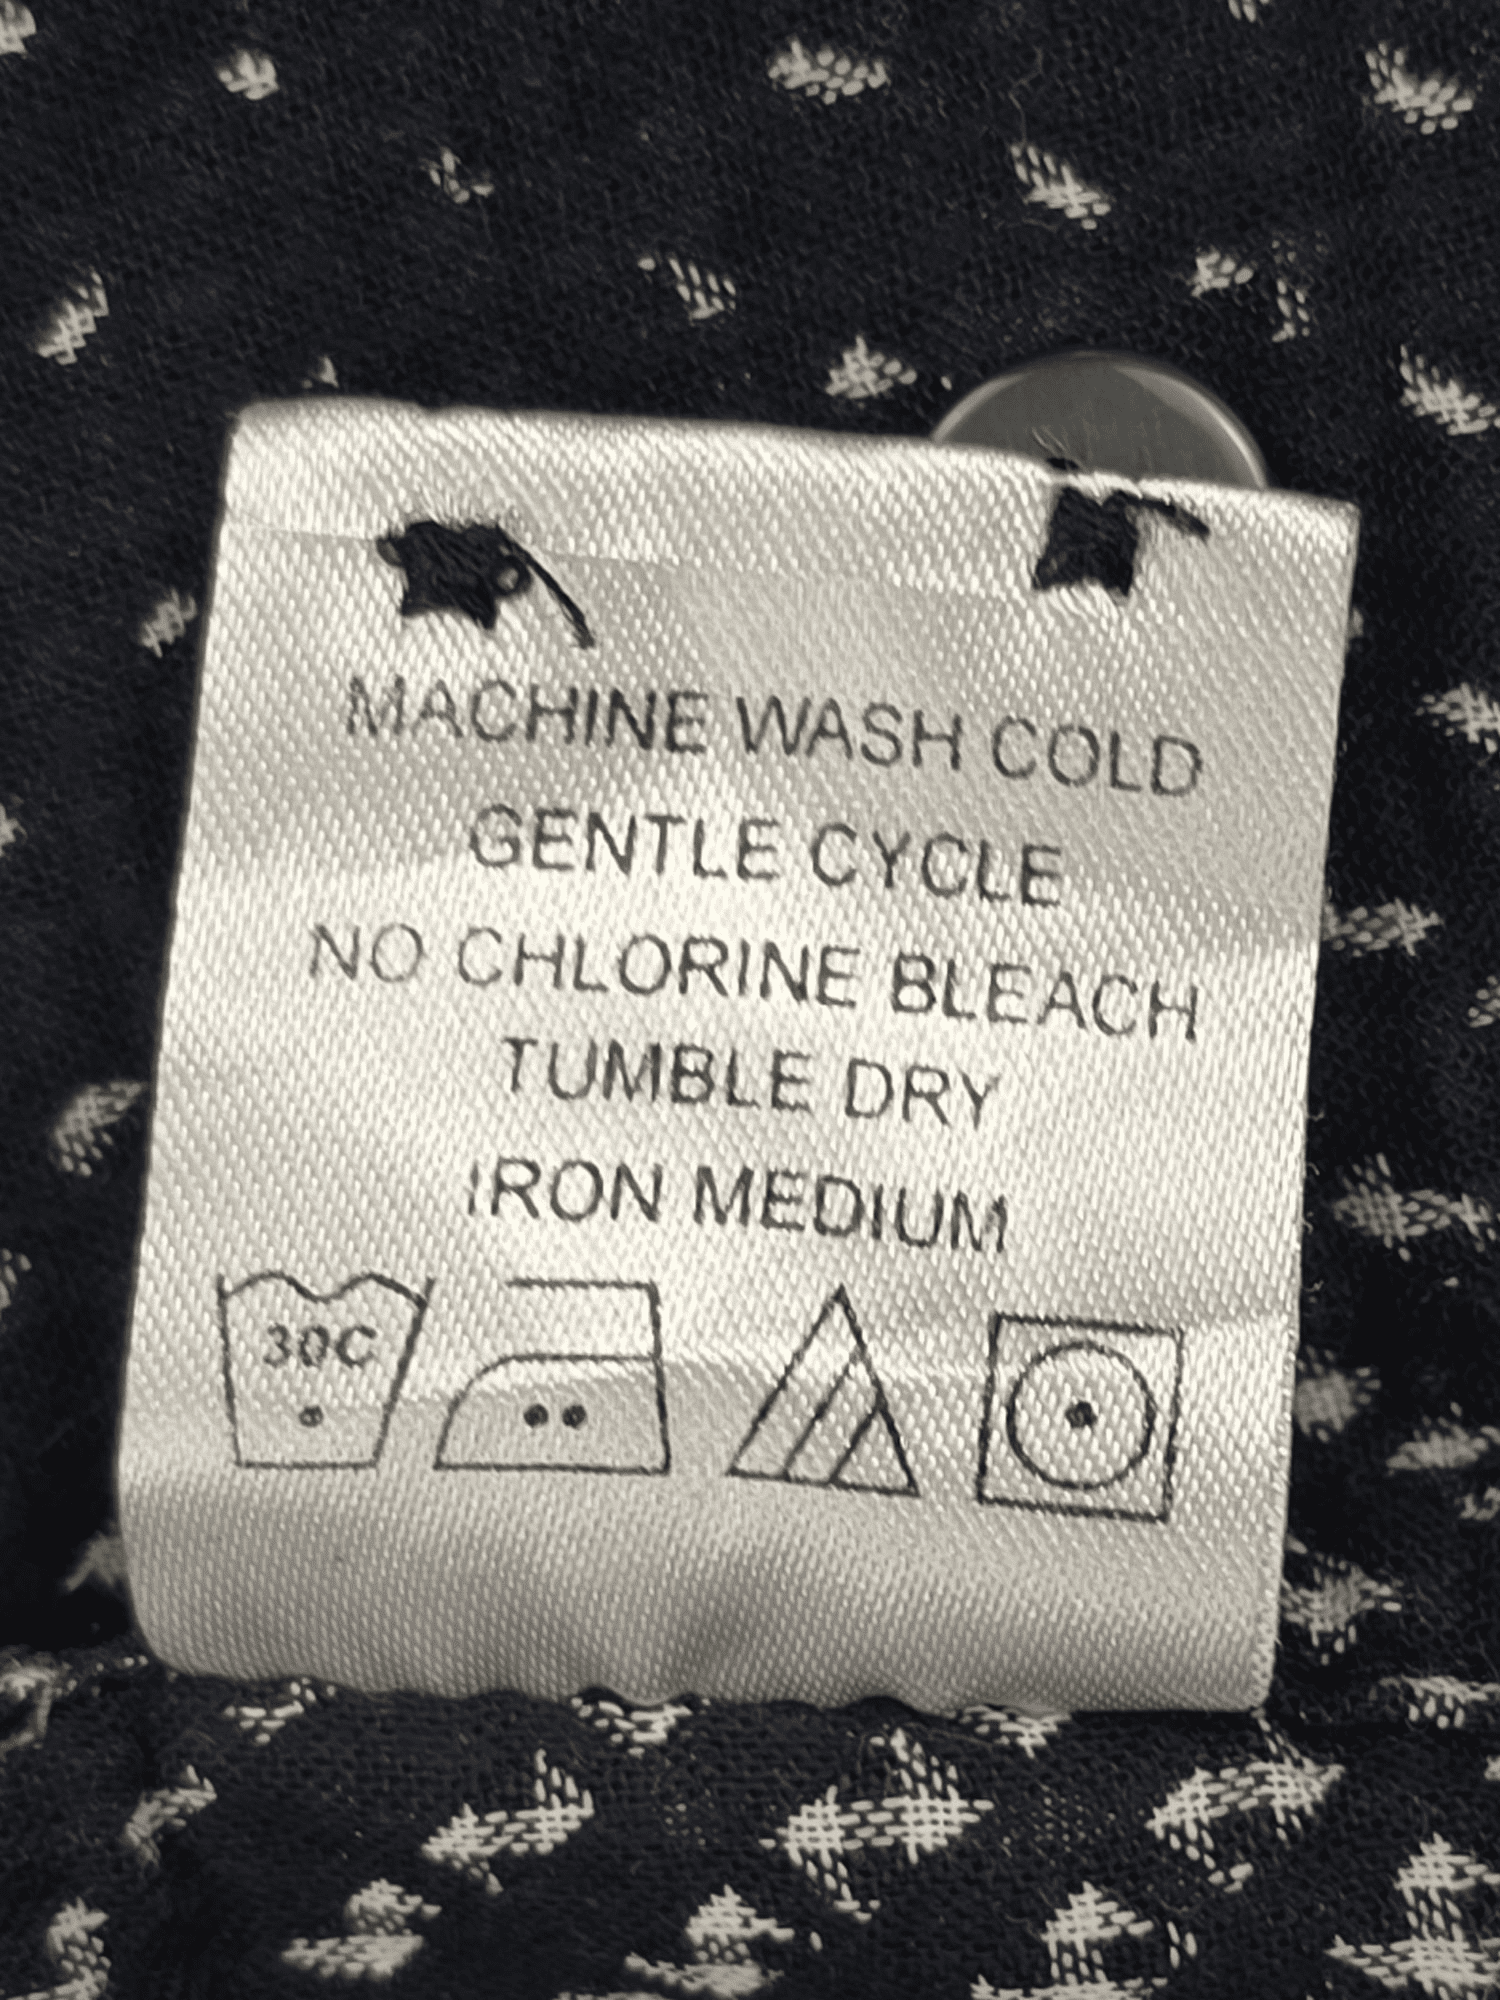 MACHINE WASH COLD
GENTLE CYCLE
NO CHLORINE BLEACH
TUMBLE DRY
IRON MEDIUM
30C